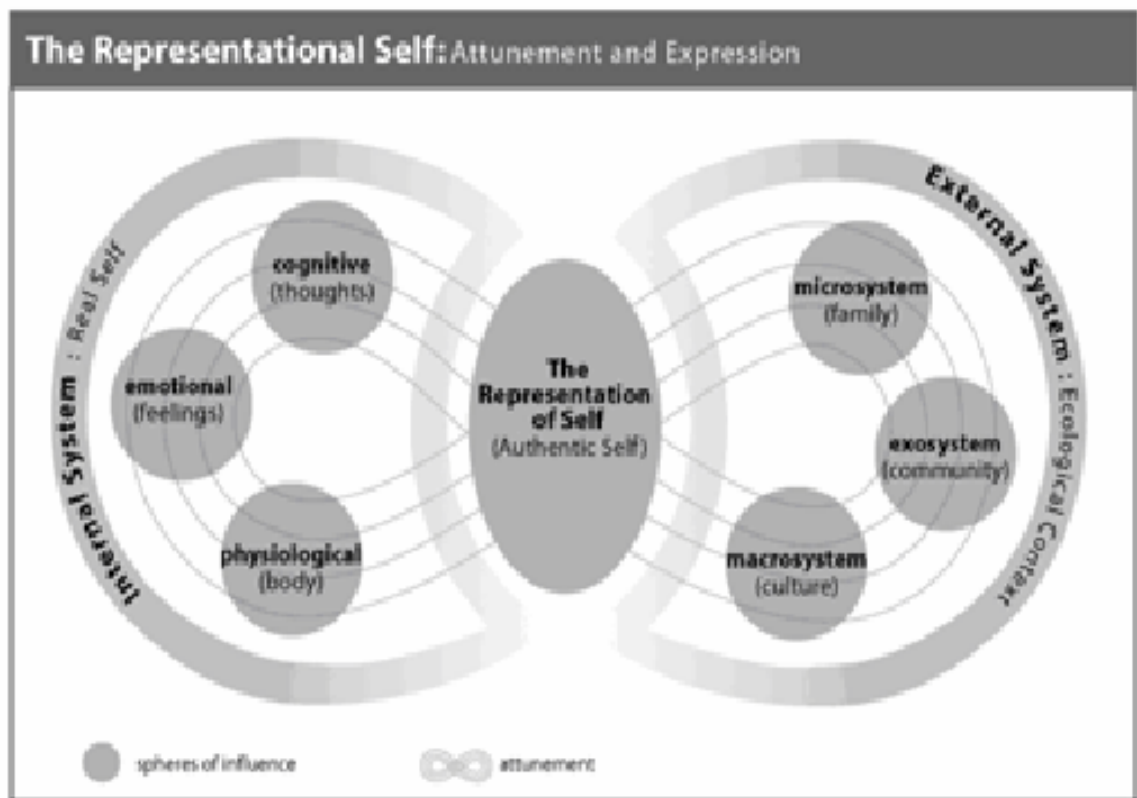 The Representational Self: Attunement and Expression
Internal System : Real Self
cognitive
(thoughts)
emotional
(feelings)
physiological
(body)
The
Representation
of Self
(Authentic Self)
External System : Ecological Context
microsystem
(family)
exosystem
(community)
macrosystem
(culture)
spheres of influence
attunement